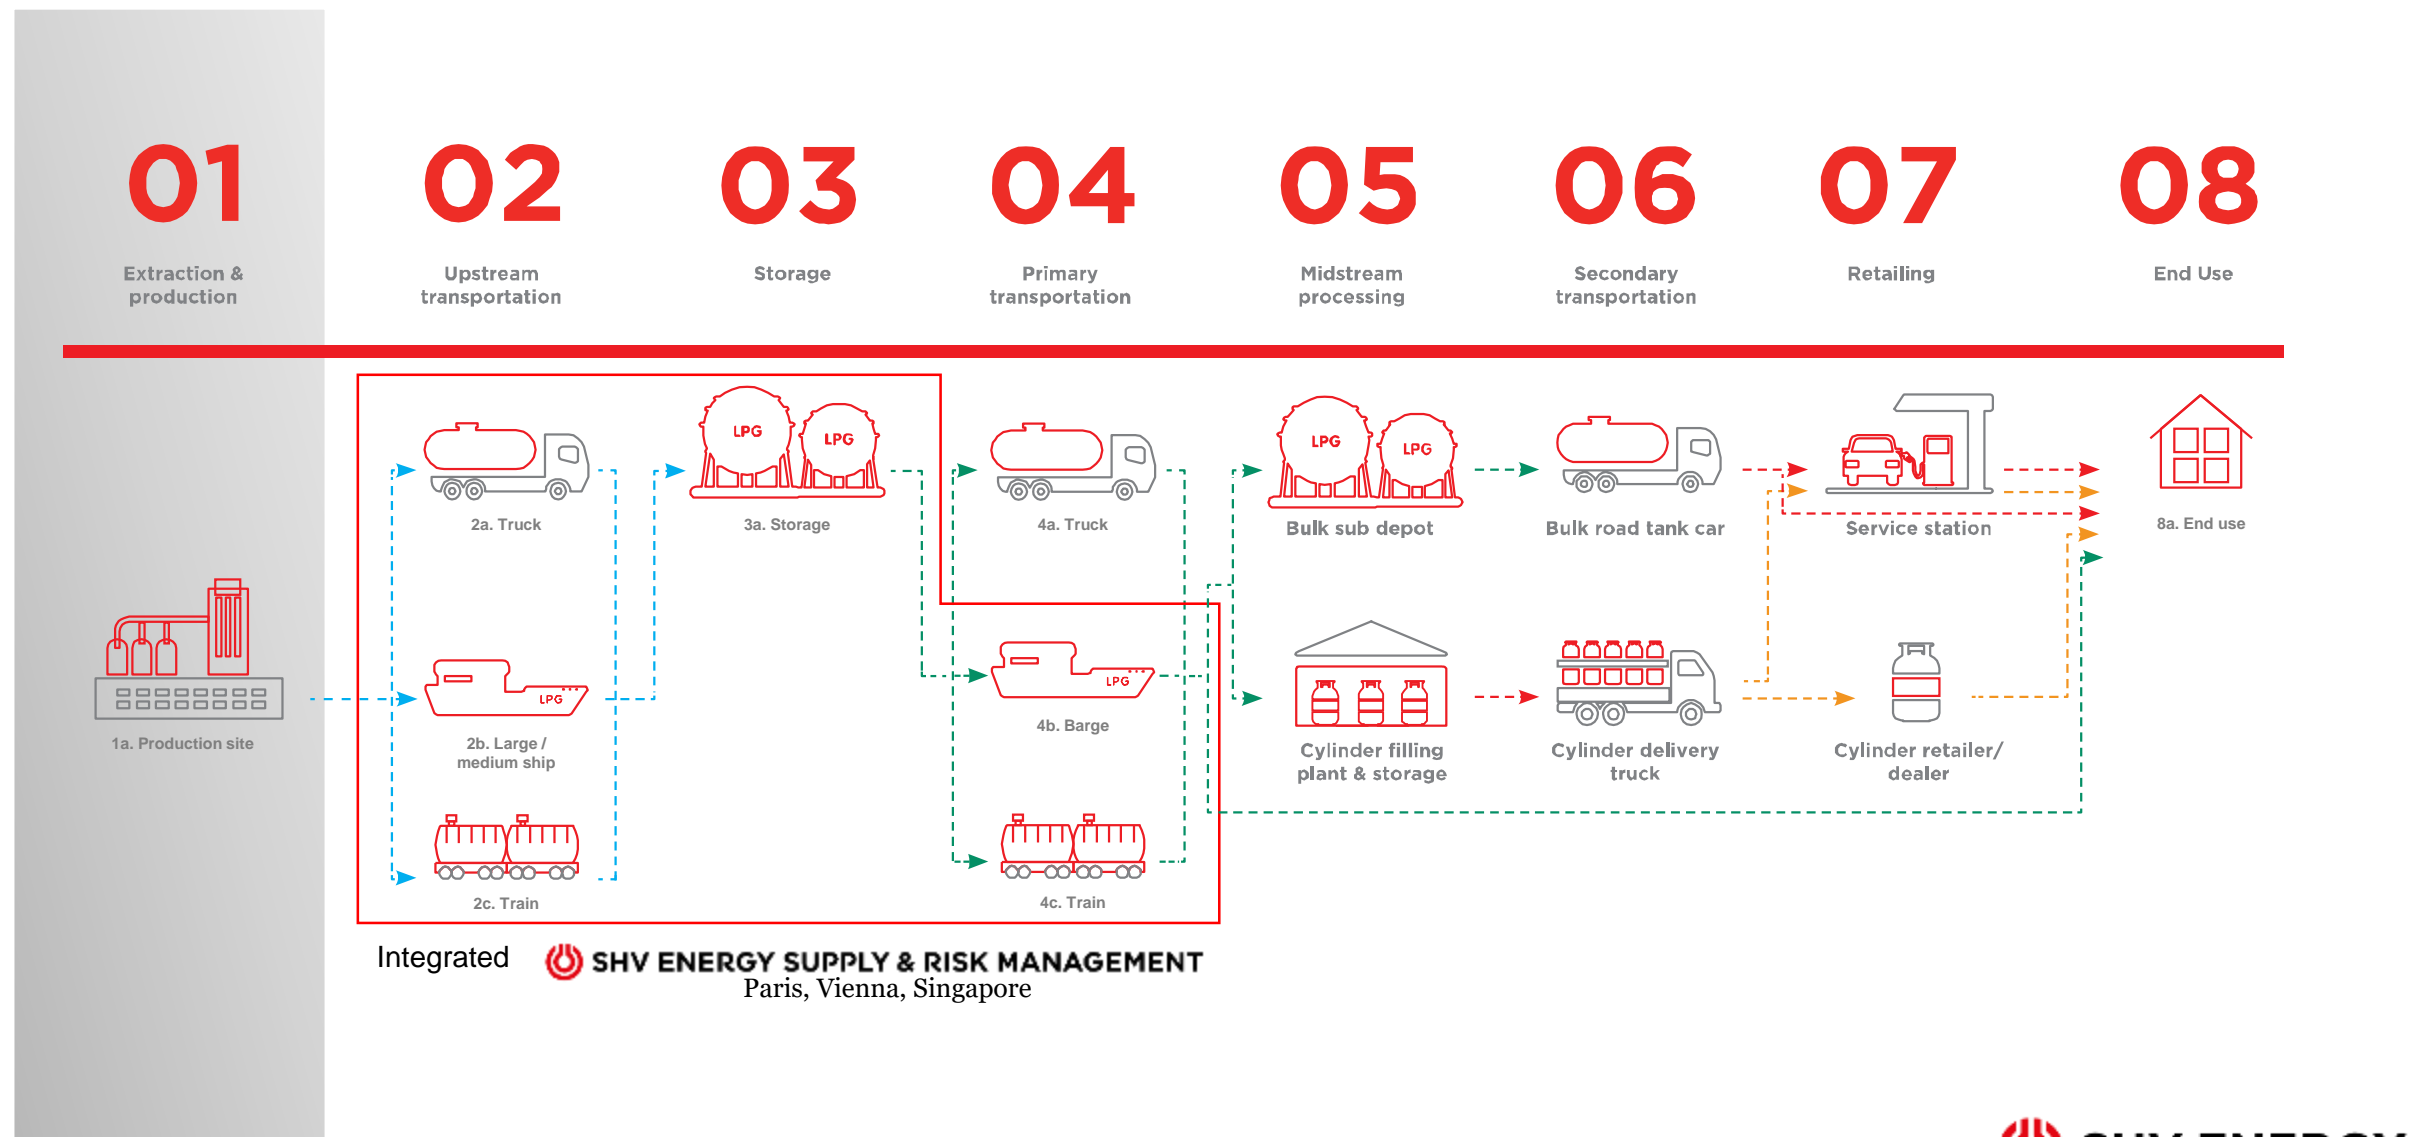 01
02
03
04
05
06
07
08
Extraction &
production
Upstream
transportation
Storage
Primary
transportation
Midstream
processing
Secondary
transportation
Retailing
End Use
LPG
LPG
LPG
LPG
2a. Truck
3a. Storage
4a. Truck
Bulk sub depot
Bulk road tank car
Service station
8a. End use
LPG
LPG
1a. Production site
2b. Large /
medium ship
4b. Barge
Cylinder filling
plant & storage
Cylinder delivery
truck
Cylinder retailer/
dealer
2c. Train
4c. Train
Integrated
SHV ENERGY SUPPLY & RISK MANAGEMENT
Paris, Vienna, Singapore
SHV ENERGY